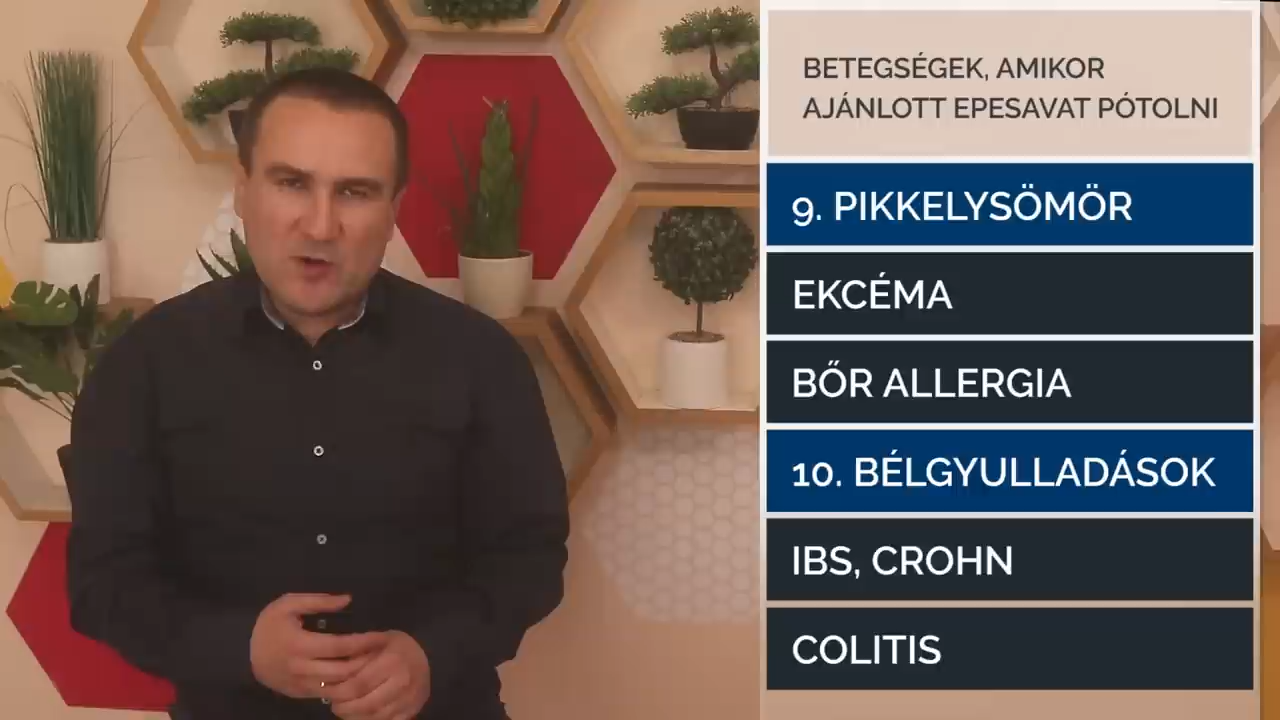 BETEGSÉGEK, AMIKOR
AJÁNLOTT EPESAVAT PÓTOLNI
9. PIKKELYSÖMÖR
EKCÉMA
BŐR ALLERGIA
10. BÉLGYULLADÁSOK
IBS, CROHN
COLITIS